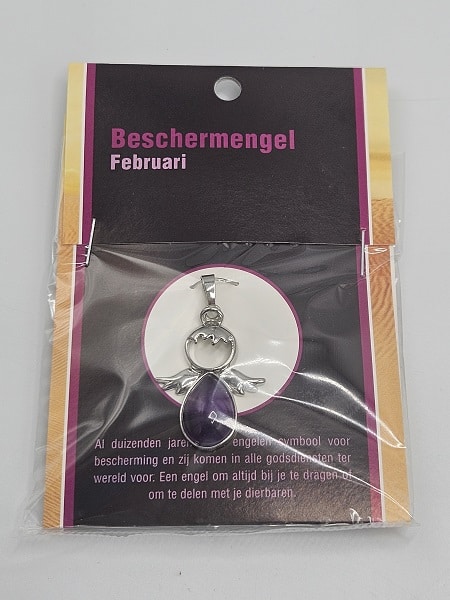 Beschermengel
Februari
Al duizenden jaren engelen symbool voor
bescherming en zij komen in alle godsdiensten ter
wereld voor. Een engel om altijd bij je te dragen of
om te delen met je dierbaren.